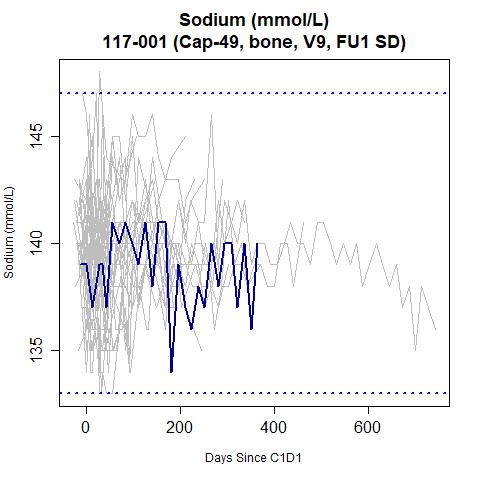 Sodium (mmol/L)
117-001 (Cap-49, bone, V9, FU1 SD)
145
140
135
Sodium (mmol/L)
0 200 400 600
Days Since C1D1